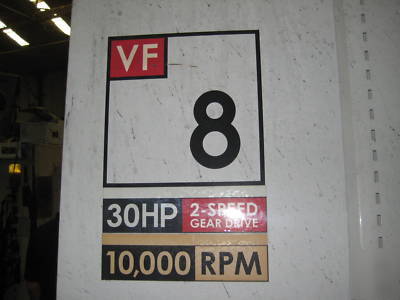 VF
8
30HP 2-SPEED
GEAR DRIVE
10,000 RPM